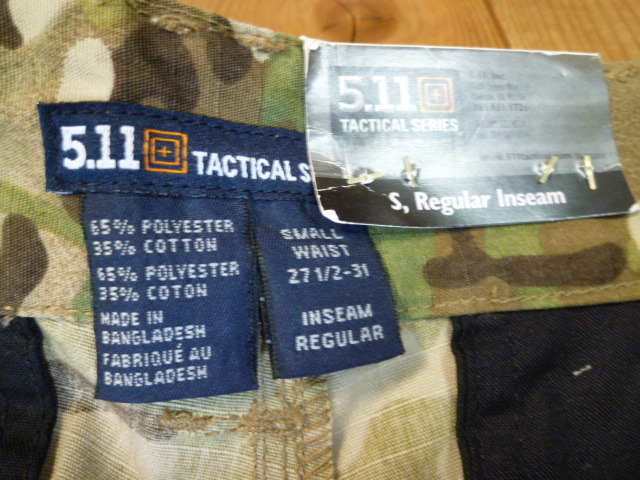 5.11 TACTICAL S
65% POLYESTER
35% COTTON
65% POLYESTER
35% COTTON
MADE IN
BANGLADESH
FABRIQUÉ AU
BANGLADESH
SMALL
WAIST
27 1/2-31
INSEAM
REGULAR
5.11
TACTICAL SERIES
S, Regular Inseam